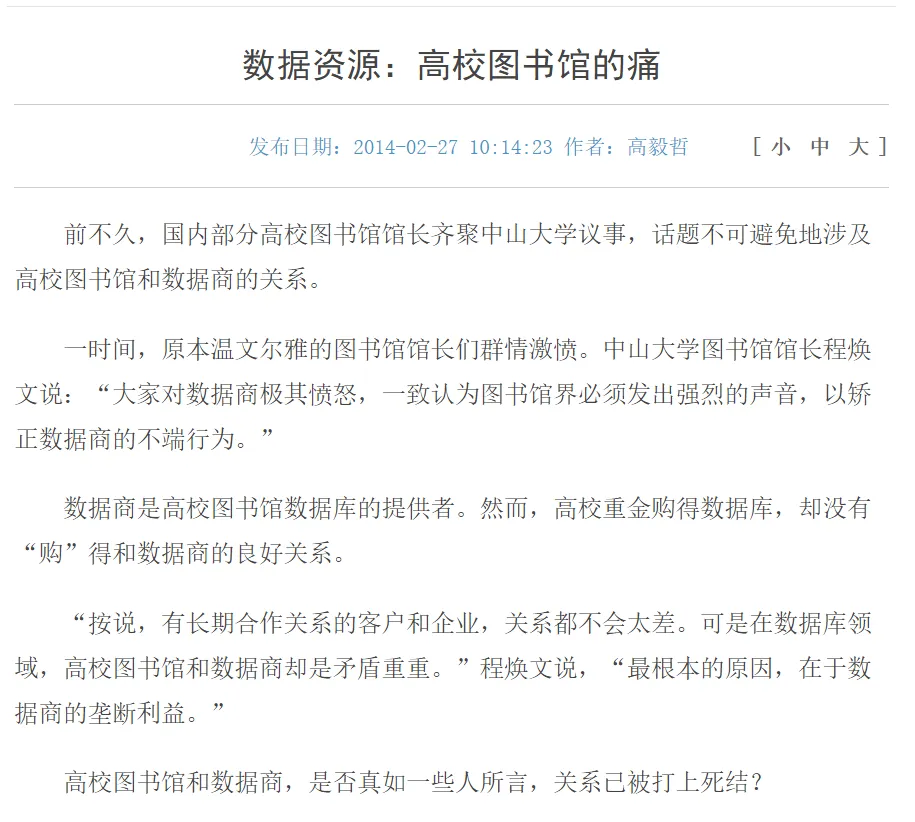 数据资源：高校图书馆的痛
发布日期：2014-02-27 10:14:23 作者：高毅哲 [ 小 中 大 ]
前不久，国内部分高校图书馆馆长齐聚中山大学议事，话题不可避免地涉及
高校图书馆和数据商的关系。
一时间，原本温文尔雅的图书馆馆长们群情激愤。中山大学图书馆馆长程焕
文说：“大家对数据商极其愤怒，一致认为图书馆界必须发出强烈的声音，以矫
正数据商的不端行为。”
数据商是高校图书馆数据库的提供者。然而，高校重金购得数据库，却没有
“购”得和数据商的良好关系。
“按说，有长期合作关系的客户和企业，关系都不会太差。可是在数据库领
域，高校图书馆和数据商却是矛盾重重。”程焕文说，“最根本的原因，在于数
据商的垄断利益。”
高校图书馆和数据商，是否真如一些人所言，关系已被打上死结？